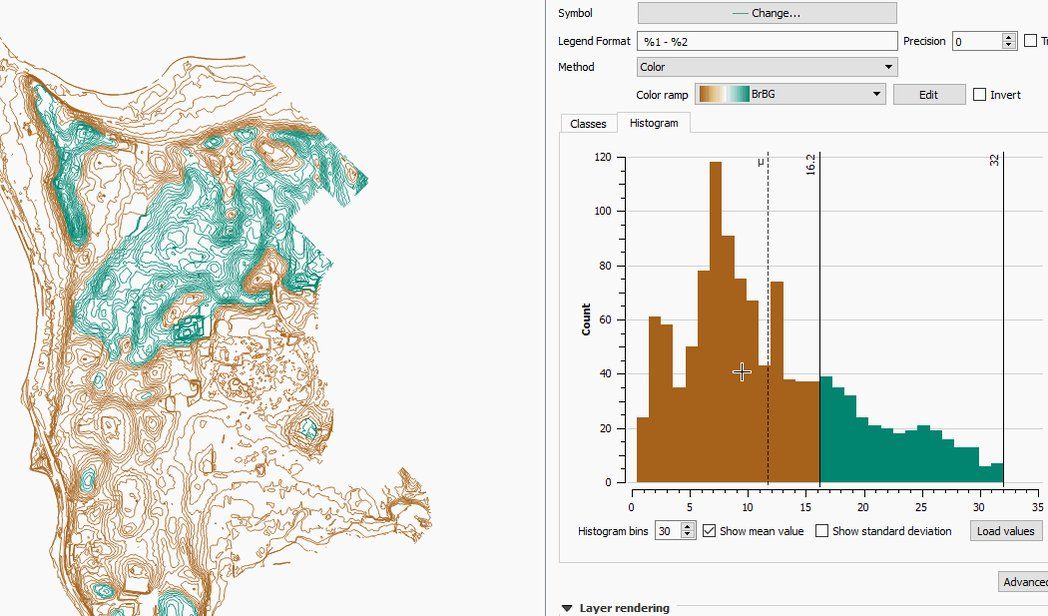 Symbol Change...
Legend Format %1 - %2 Precision 0
Method Color
Color ramp BrBG Edit Invert
Classes Histogram
µ 16.2 32
120
100
80
60
40
20
0
Count
0 5 10 15 20 25 30 35
Histogram bins 30 Show mean value Show standard deviation Load values
Advanced
Layer rendering